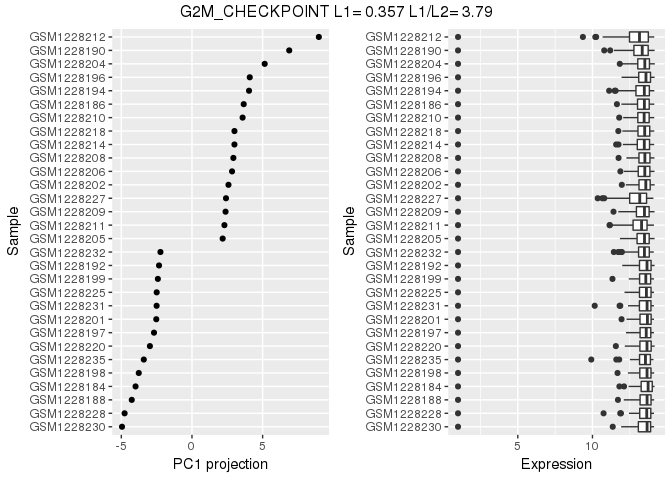 G2M_CHECKPOINT L1= 0.357 L1/L2= 3.79
Sample
GSM1228212
GSM1228190
GSM1228204
GSM1228196
GSM1228194
GSM1228186
GSM1228210
GSM1228218
GSM1228214
GSM1228208
GSM1228206
GSM1228202
GSM1228227
GSM1228209
GSM1228211
GSM1228205
GSM1228232
GSM1228192
GSM1228199
GSM1228225
GSM1228231
GSM1228201
GSM1228197
GSM1228220
GSM1228235
GSM1228198
GSM1228184
GSM1228188
GSM1228228
GSM1228230
-5 0 5
PC1 projection
Sample
GSM1228212
GSM1228190
GSM1228204
GSM1228196
GSM1228194
GSM1228186
GSM1228210
GSM1228218
GSM1228214
GSM1228208
GSM1228206
GSM1228202
GSM1228227
GSM1228209
GSM1228211
GSM1228205
GSM1228232
GSM1228192
GSM1228199
GSM1228225
GSM1228231
GSM1228201
GSM1228197
GSM1228220
GSM1228235
GSM1228198
GSM1228184
GSM1228188
GSM1228228
GSM1228230
5 10
Expression